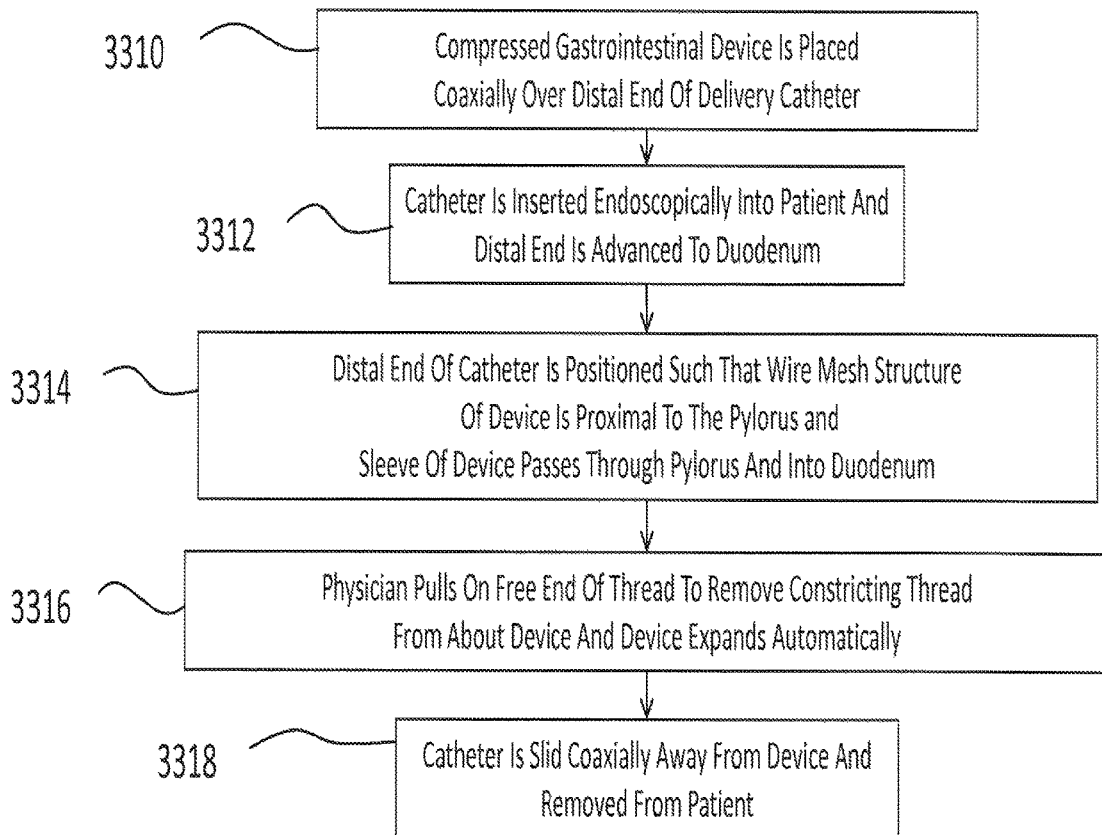 3310
Compressed Gastrointestinal Device Is Placed
Coaxially Over Distal End Of Delivery Catheter
3312
Catheter Is Inserted Endoscopically Into Patient And
Distal End Is Advanced To Duodenum
3314
Distal End Of Catheter Is Positioned Such That Wire Mesh Structure
Of Device Is Proximal To The Pylorus and
Sleeve Of Device Passes Through Pylorus And Into Duodenum
3316
Physician Pulls On Free End Of Thread To Remove Constricting Thread
From About Device And Device Expands Automatically
3318
Catheter Is Slid Coaxially Away From Device And
Removed From Patient